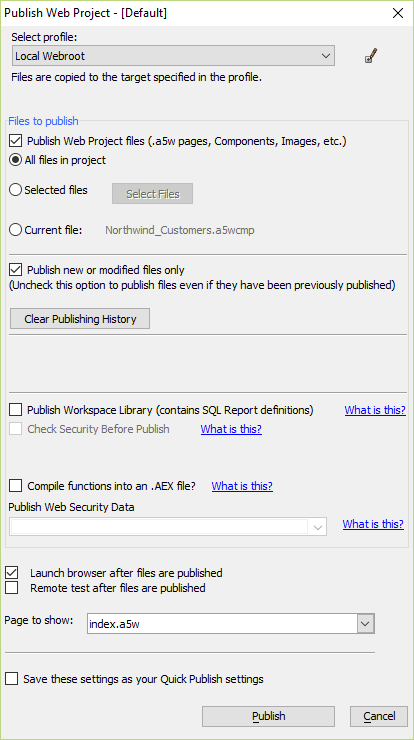 Publish Web Project - [Default]
Select profile:
Local Webroot
Files are copied to the target specified in the profile.
Files to publish
Publish Web Project files (.a5w pages, Components, Images, etc.)
All files in project
Selected files
Select Files
Current file:
Northwind_Customers.a5wcmp
Publish new or modified files only
(Uncheck this option to publish files even if they have been previously published)
Clear Publishing History
Publish Workspace Library (contains SQL Report definitions)
What is this?
Check Security Before Publish
What is this?
Compile functions into an .AEX file?
What is this?
Publish Web Security Data
What is this?
Launch browser after files are published
Remote test after files are published
Page to show:
index.a5w
Save these settings as your Quick Publish settings
Publish
Cancel